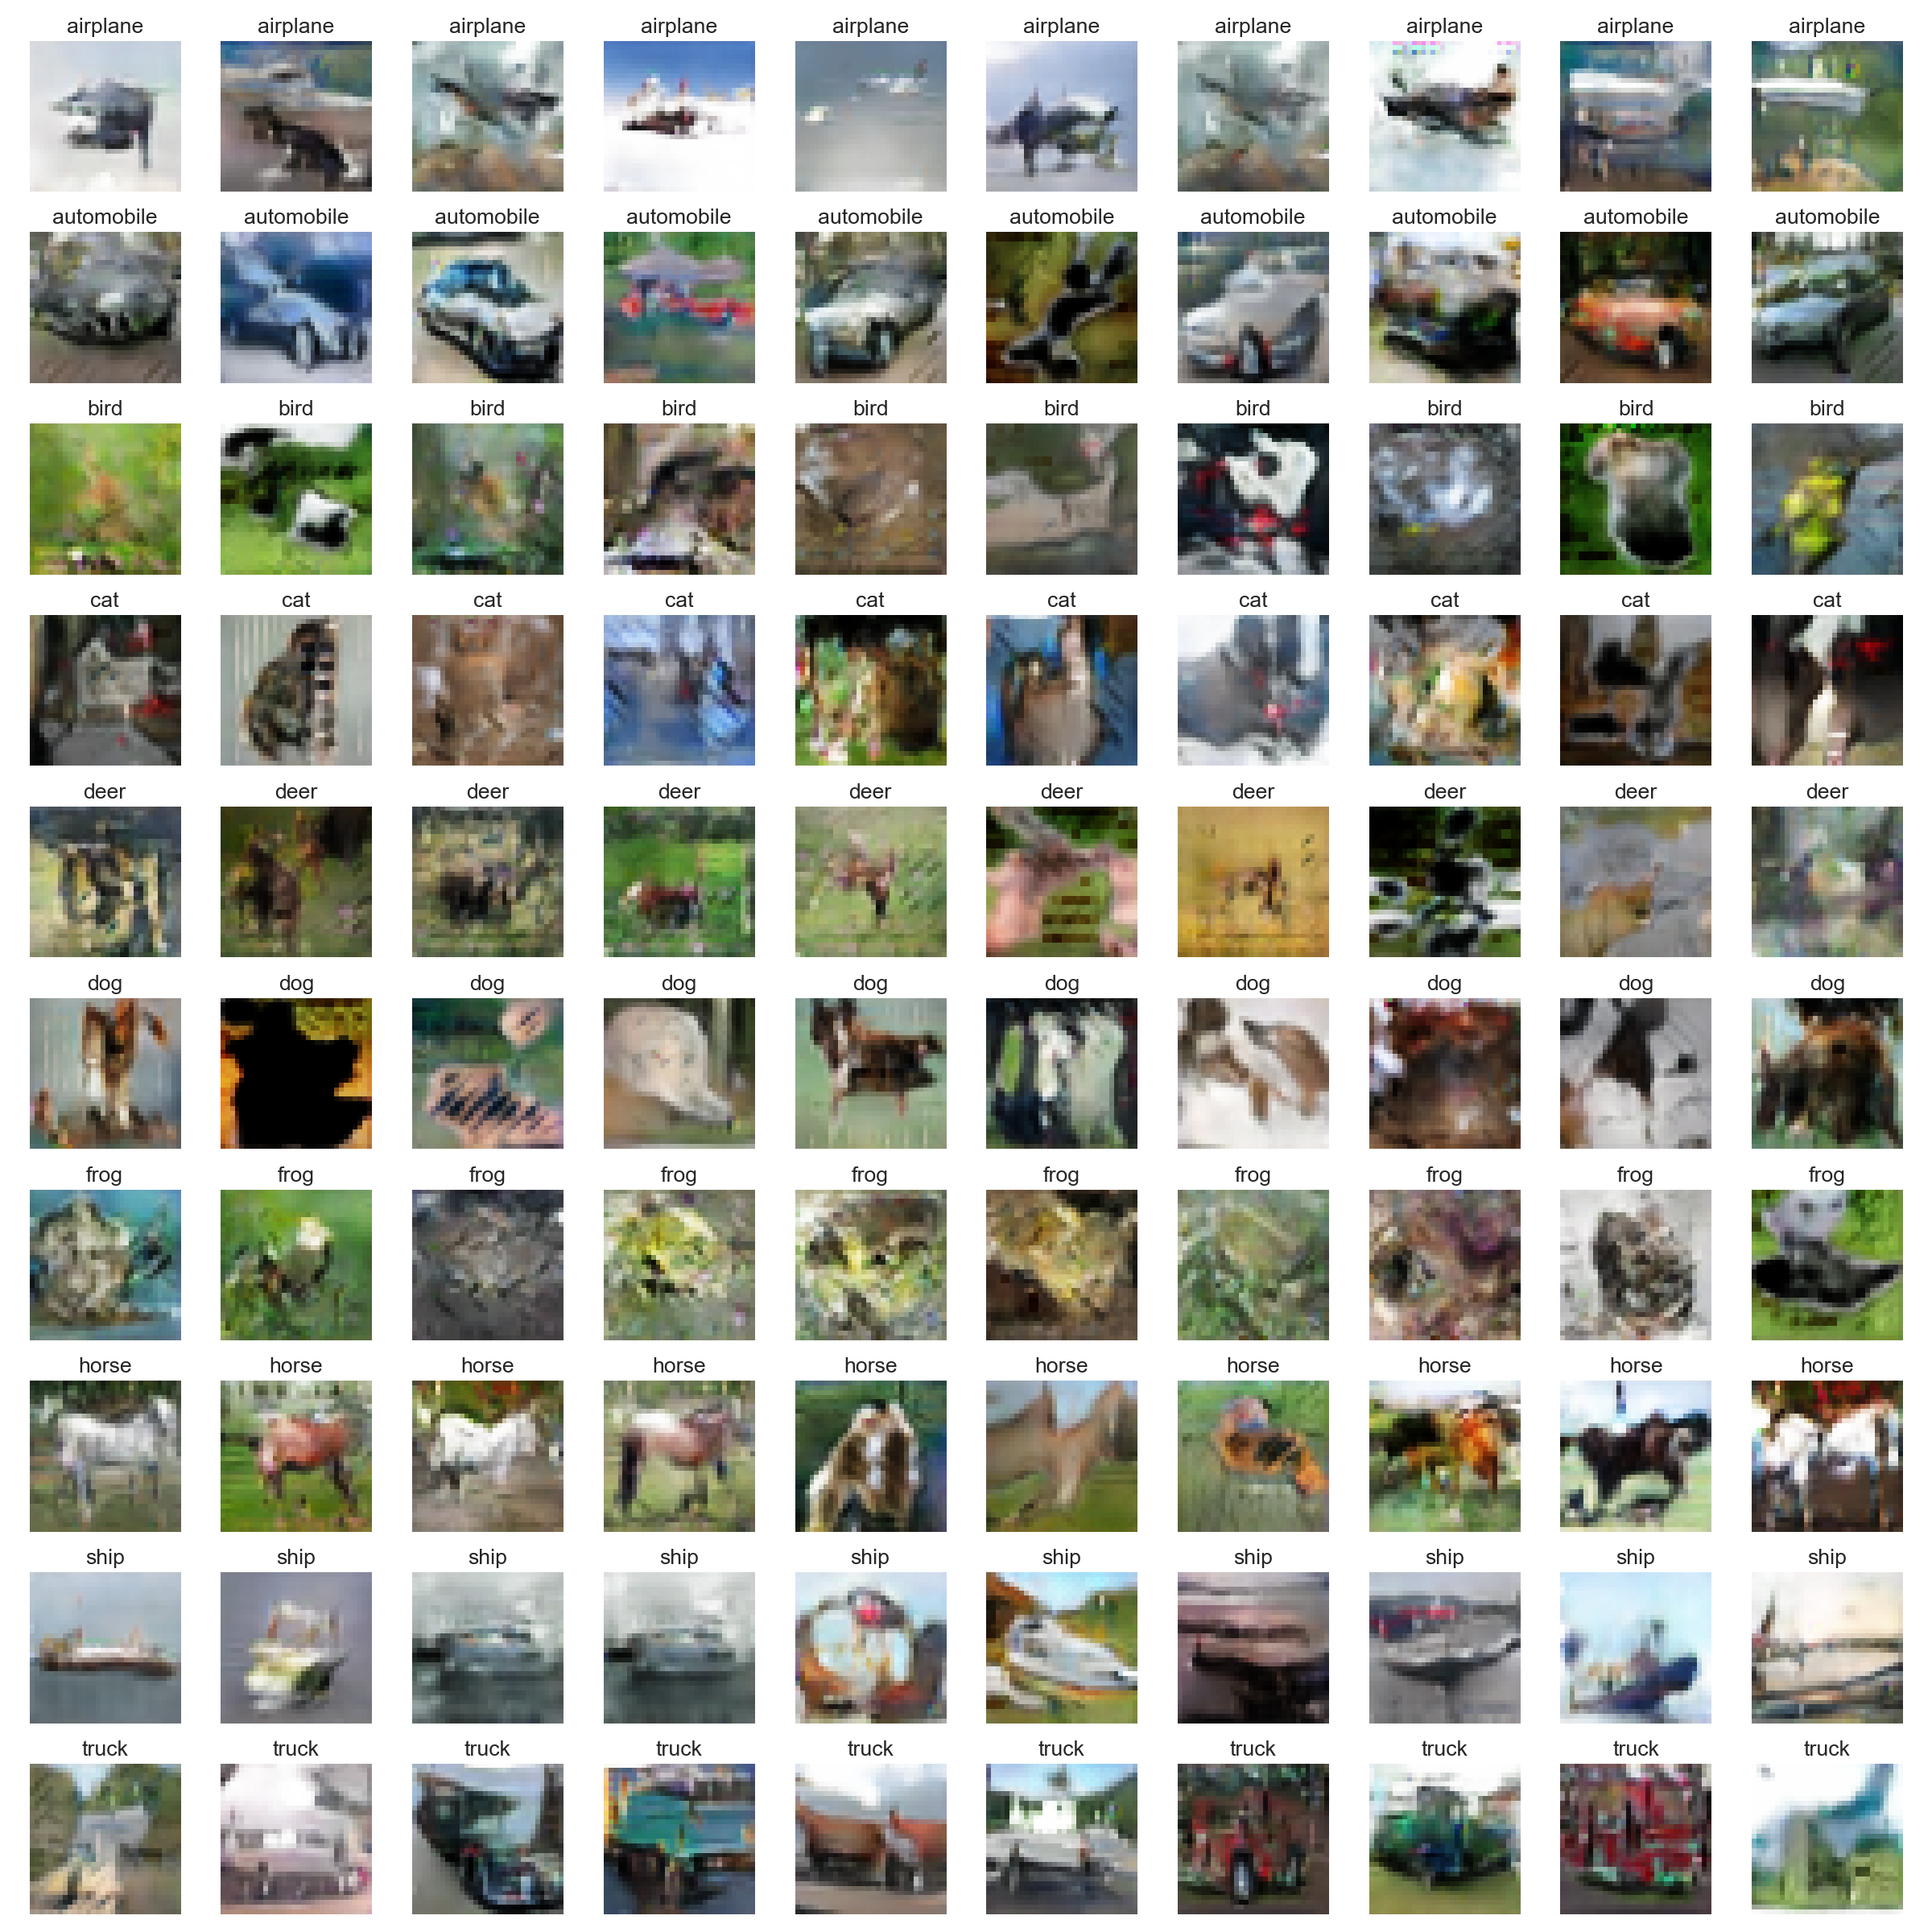 airplane airplane airplane airplane airplane airplane airplane airplane airplane airplane
automobile automobile automobile automobile automobile automobile automobile automobile automobile automobile
bird bird bird bird bird bird bird bird bird bird
cat cat cat cat cat cat cat cat cat cat
deer deer deer deer deer deer deer deer deer deer
dog dog dog dog dog dog dog dog dog dog
frog frog frog frog frog frog frog frog frog frog
horse horse horse horse horse horse horse horse horse horse
ship ship ship ship ship ship ship ship ship ship
truck truck truck truck truck truck truck truck truck truck